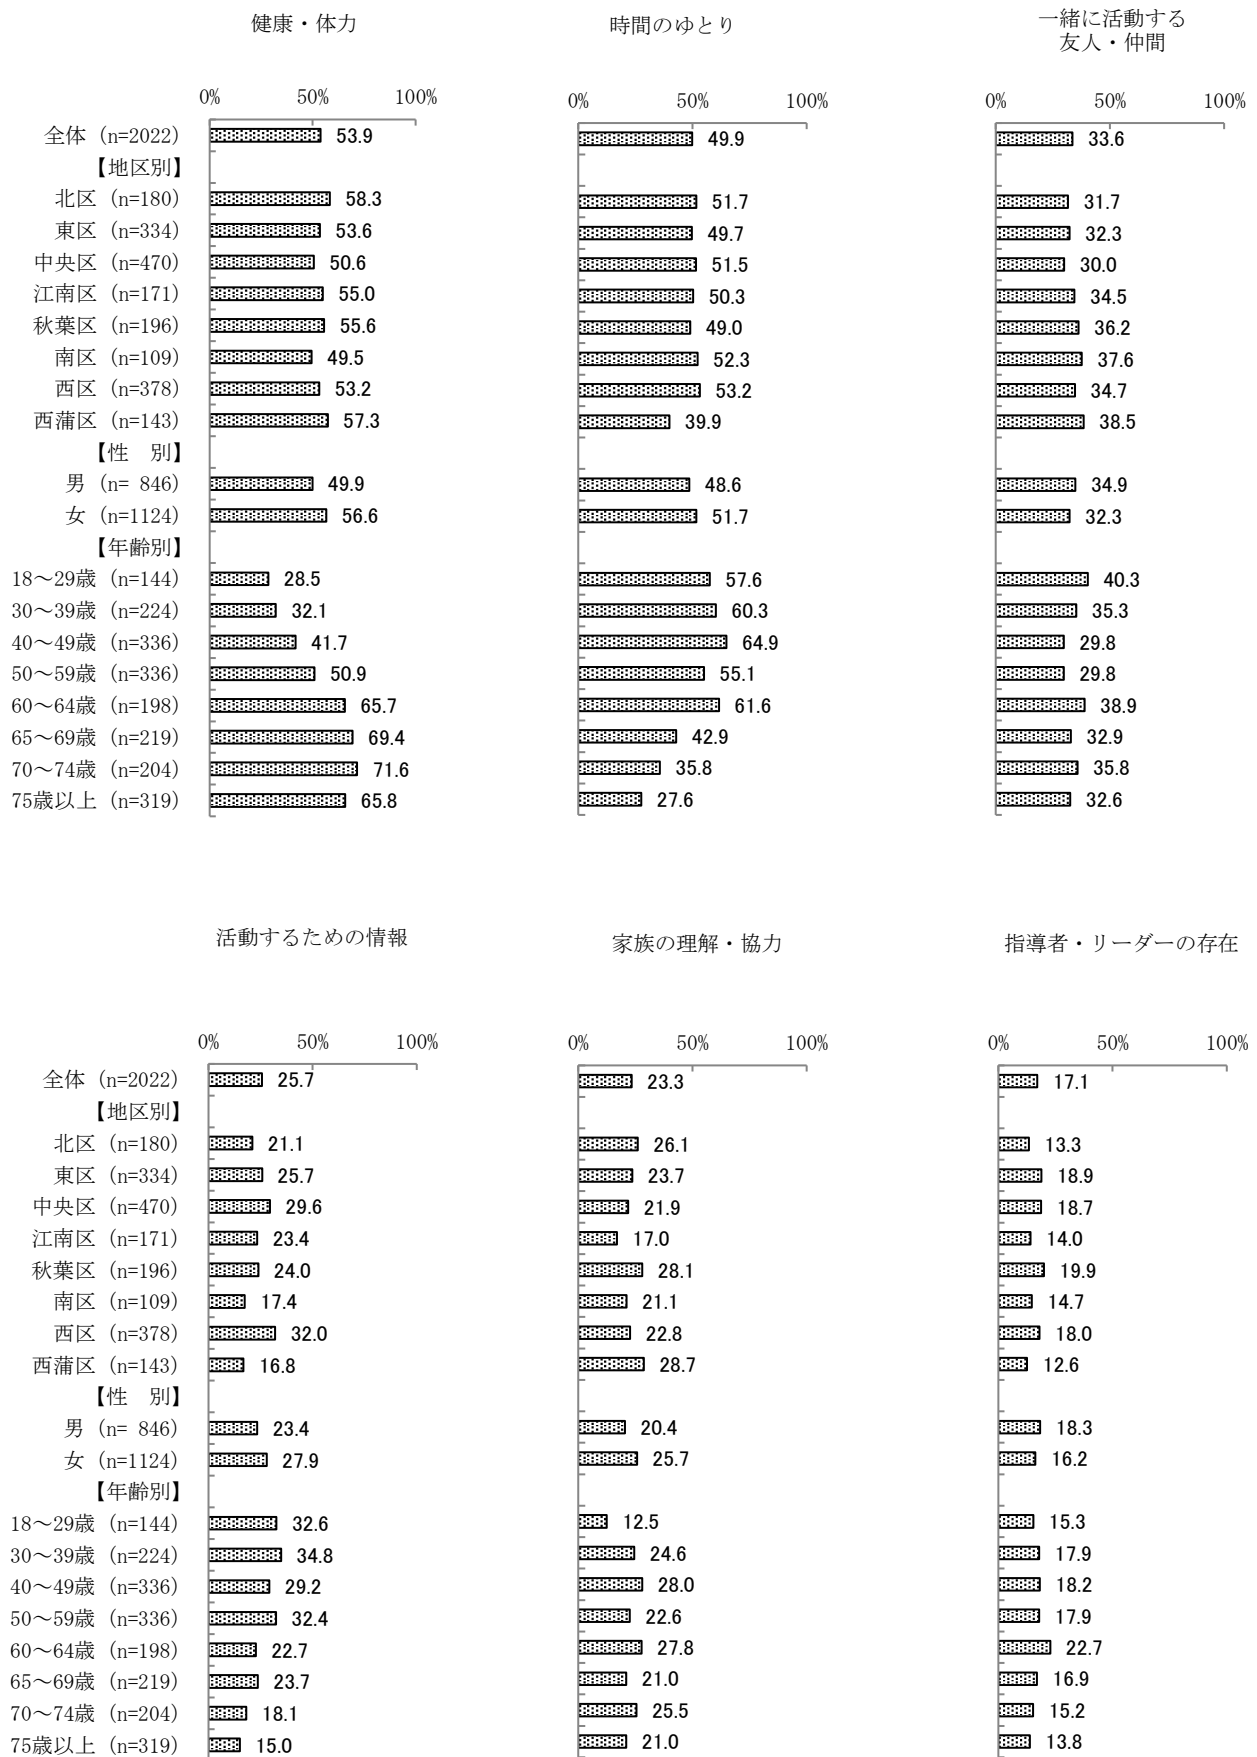 健康・体力
時間のゆとり
一緒に活動する
友人・仲間
0% 50% 100%
0% 50% 100%
0% 50% 100%
全体 (n=2022) 53.9 49.9 33.6
【地区別】
北区 (n=180) 58.3 51.7 31.7
東区 (n=334) 53.6 49.7 32.3
中央区 (n=470) 50.6 51.5 30.0
江南区 (n=171) 55.0 50.3 34.5
秋葉区 (n=196) 55.6 49.0 36.2
南区 (n=109) 49.5 52.3 37.6
西区 (n=378) 53.2 53.2 34.7
西蒲区 (n=143) 57.3 39.9 38.5
【性　別】
男 (n= 846) 49.9 48.6 34.9
女 (n=1124) 56.6 51.7 32.3
【年齢別】
18～29歳 (n=144) 28.5 57.6 40.3
30～39歳 (n=224) 32.1 60.3 35.3
40～49歳 (n=336) 41.7 64.9 29.8
50～59歳 (n=336) 50.9 55.1 29.8
60～64歳 (n=198) 65.7 61.6 38.9
65～69歳 (n=219) 69.4 42.9 32.9
70～74歳 (n=204) 71.6 35.8 35.8
75歳以上 (n=319) 65.8 27.6 32.6
活動するための情報
家族の理解・協力
指導者・リーダーの存在
0% 50% 100%
0% 50% 100%
0% 50% 100%
全体 (n=2022) 25.7 23.3 17.1
【地区別】
北区 (n=180) 21.1 26.1 13.3
東区 (n=334) 25.7 23.7 18.9
中央区 (n=470) 29.6 21.9 18.7
江南区 (n=171) 23.4 17.0 14.0
秋葉区 (n=196) 24.0 28.1 19.9
南区 (n=109) 17.4 21.1 14.7
西区 (n=378) 32.0 22.8 18.0
西蒲区 (n=143) 16.8 28.7 12.6
【性　別】
男 (n= 846) 23.4 20.4 18.3
女 (n=1124) 27.9 25.7 16.2
【年齢別】
18～29歳 (n=144) 32.6 12.5 15.3
30～39歳 (n=224) 34.8 24.6 17.9
40～49歳 (n=336) 29.2 28.0 18.2
50～59歳 (n=336) 32.4 22.6 17.9
60～64歳 (n=198) 22.7 27.8 22.7
65～69歳 (n=219) 23.7 21.0 16.9
70～74歳 (n=204) 18.1 25.5 15.2
75歳以上 (n=319) 15.0 21.0 13.8